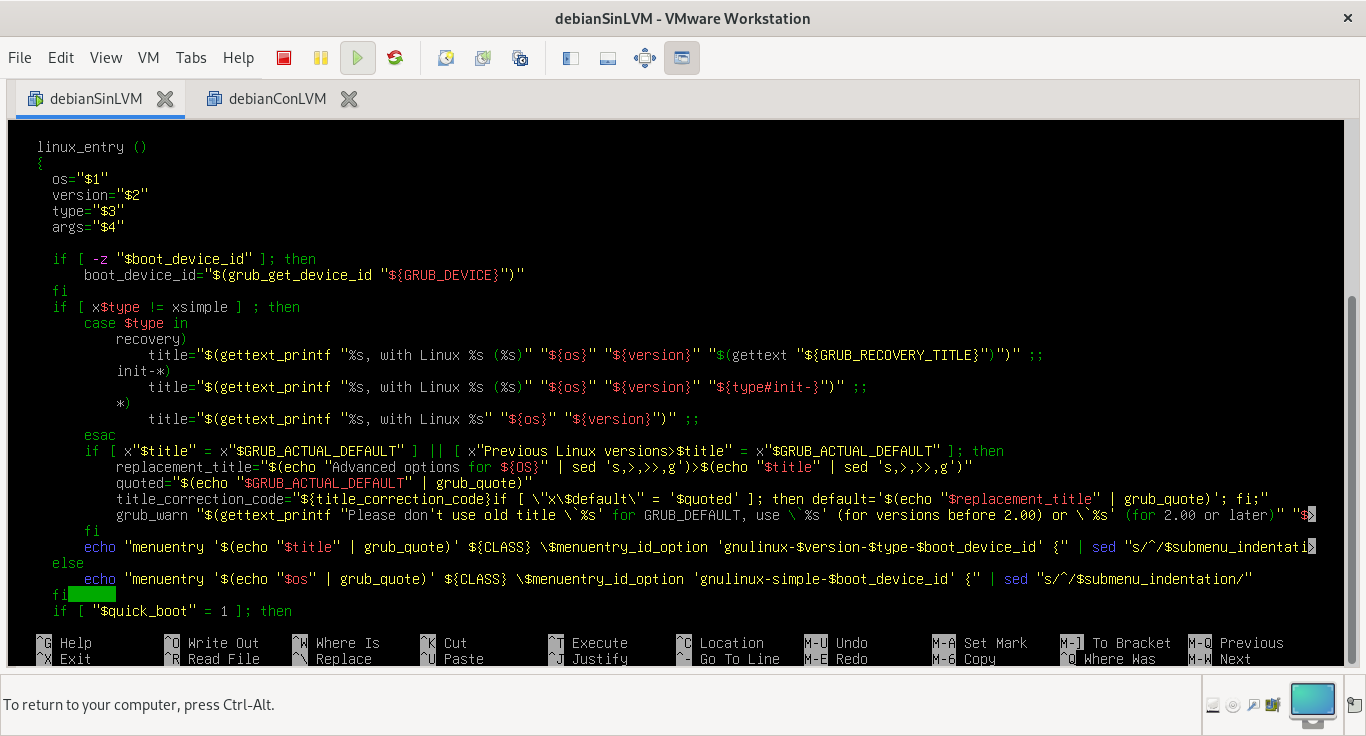 debianSinLVM - VMware Workstation
File Edit View VM Tabs Help
debianSinLVM debianConLVM
linux_entry ()
{
  os="$1"
  version="$2"
  type="$3"
  args="$4"

  if [ -z "$boot_device_id" ]; then
      boot_device_id="$(grub_get_device_id "${GRUB_DEVICE}")"
  fi
  if [ x$type != xsimple ] ; then
      case $type in
          recovery)
              title="$(gettext_printf "%s, with Linux %s (%s)" "${os}" "${version}" "$(gettext "${GRUB_RECOVERY_TITLE}")")" ;;
          init-*)
              title="$(gettext_printf "%s, with Linux %s (%s)" "${os}" "${version}" "${type#init-}")" ;;
          *)
              title="$(gettext_printf "%s, with Linux %s" "${os}" "${version}")" ;;
      esac
      if [ x"$title" = x"$GRUB_ACTUAL_DEFAULT" ] || [ x"Previous Linux versions>$title" = x"$GRUB_ACTUAL_DEFAULT" ]; then
          replacement_title="$(echo "Advanced options for ${OS}" | sed 's,>,>>,g')>$(echo "$title" | sed 's,>,>>,g')"
          quoted="$(echo "$GRUB_ACTUAL_DEFAULT" | grub_quote)"
          title_correction_code="${title_correction_code}if [ \"x\$default\" = '$quoted' ]; then default='$(echo "$replacement_title" | grub_quote)'; fi;"
          grub_warn "$(gettext_printf "Please don't use old title \`%s' for GRUB_DEFAULT, use \`%s' (for versions before 2.00) or \`%s' (for 2.00 or later)" "$>
      fi
      echo "menuentry '$(echo "$title" | grub_quote)' ${CLASS} \$menuentry_id_option 'gnulinux-$version-$type-$boot_device_id' {" | sed "s/^/$submenu_indentati>
  else
      echo "menuentry '$(echo "$os" | grub_quote)' ${CLASS} \$menuentry_id_option 'gnulinux-simple-$boot_device_id' {" | sed "s/^/$submenu_indentation/"
  fi
  if [ "$quick_boot" = 1 ]; then
^G Help ^O Write Out ^W Where Is ^K Cut ^T Execute ^C Location M-U Undo M-A Set Mark M-] To Bracket M-Q Previous
^X Exit ^R Read File ^\ Replace ^U Paste ^J Justify ^- Go To Line M-E Redo M-6 Copy ^Q Where Was M-W Next
To return to your computer, press Ctrl-Alt.